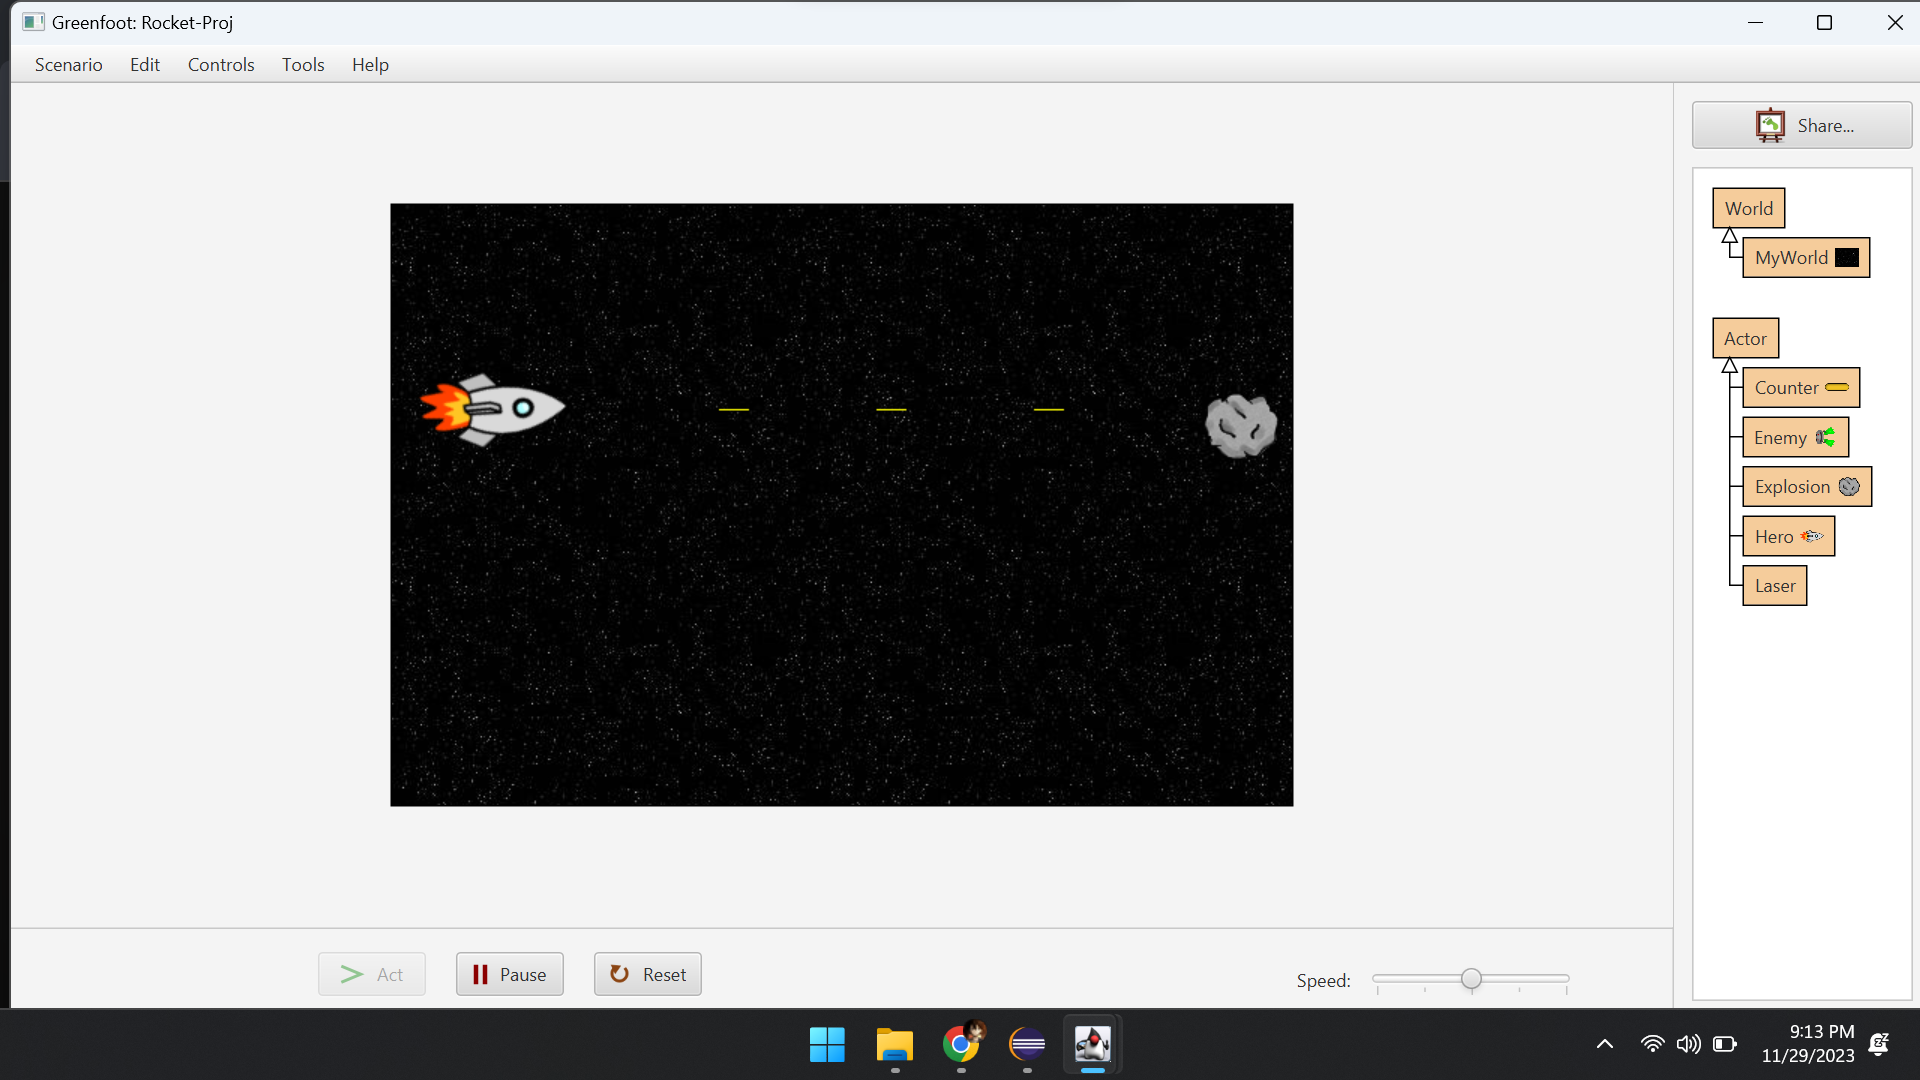 Greenfoot: Rocket-Proj
Scenario Edit Controls Tools Help
Share...
World
MyWorld
Actor
Counter
Enemy
Explosion
Hero
Laser
Act Pause Reset Speed:
9:13 PM
11/29/2023